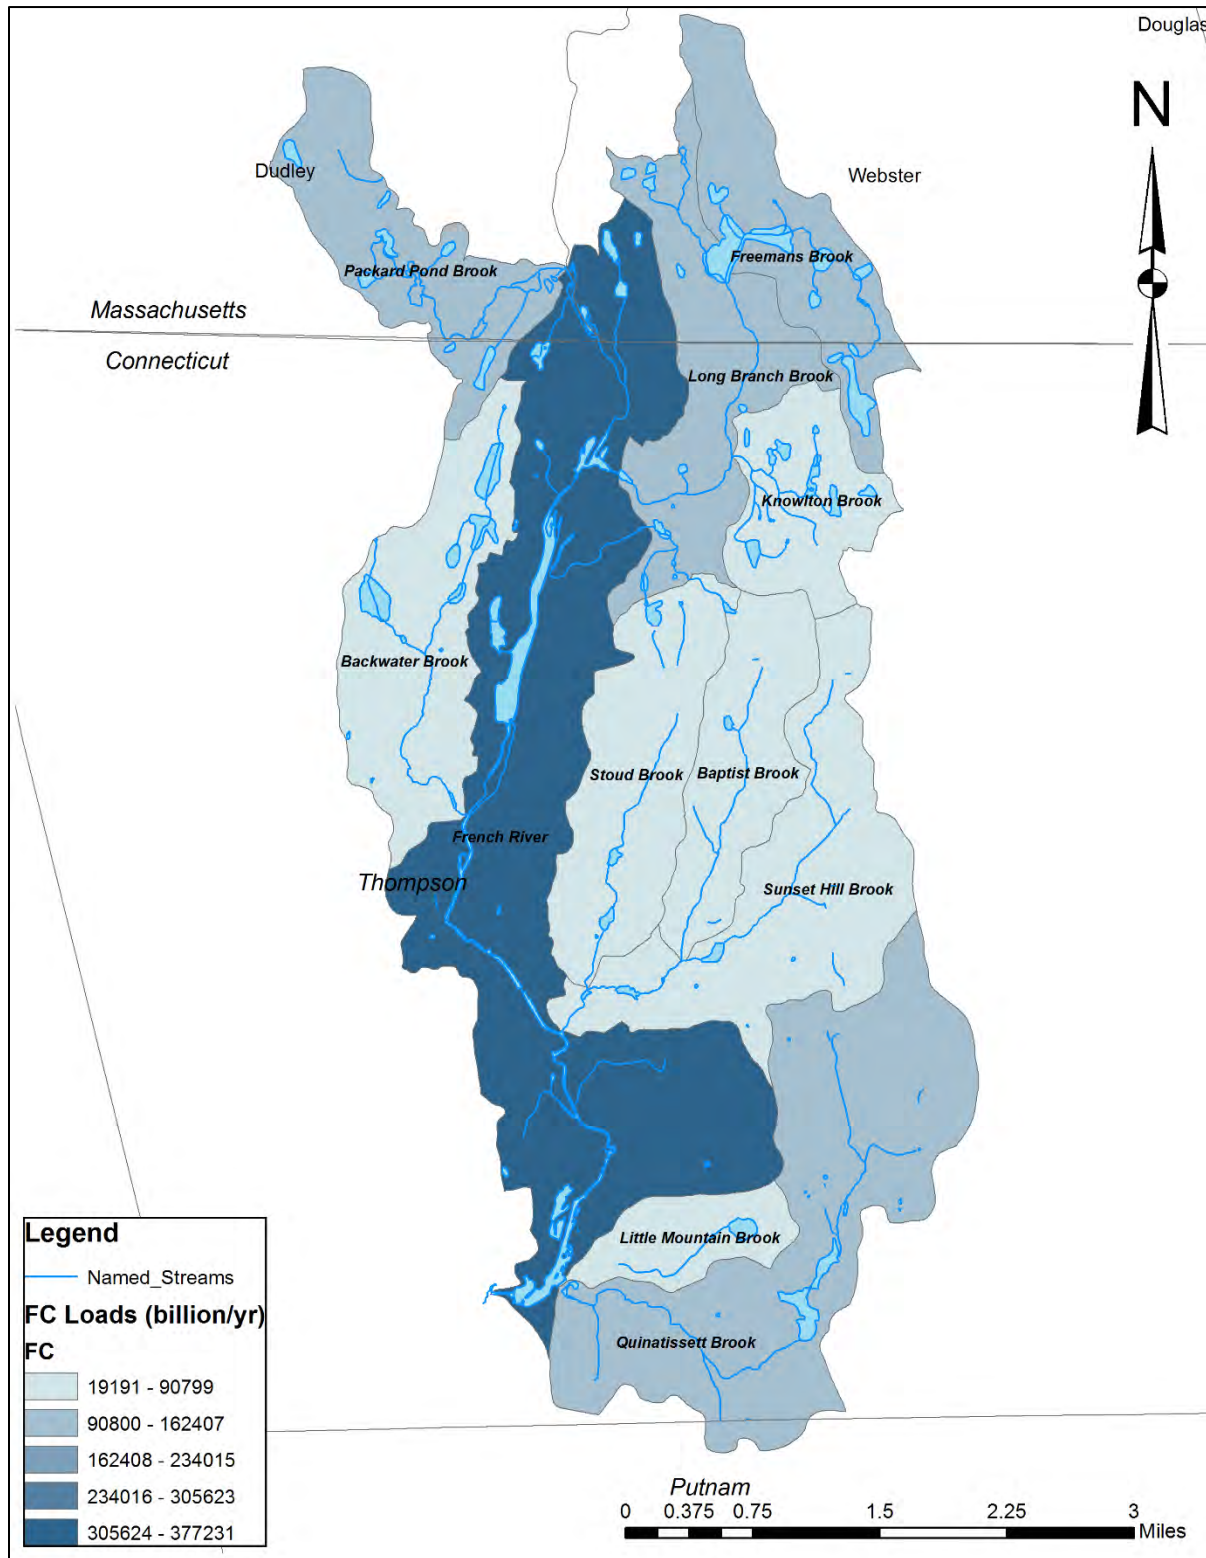 Douglas
N
Dudley
Webster
Freemans Brook
Packard Pond Brook
Massachusetts
Connecticut
Long Branch Brook
Knowlton Brook
Backwater Brook
Stoud Brook
Baptist Brook
French River
Thompson
Sunset Hill Brook
Little Mountain Brook
Quinatissett Brook
Legend
Named_Streams
FC Loads (billion/yr)
FC
19191 - 90799
90800 - 162407
162408 - 234015
234016 - 305623
305624 - 377231
Putnam
0 0.375 0.75 1.5 2.25 3
Miles